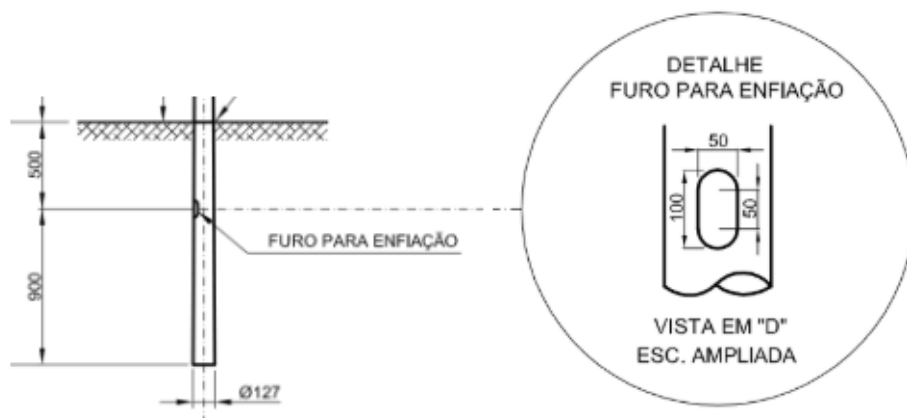 500
900
FURO PARA ENFIAÇÃO
Ø127
DETALHE
FURO PARA ENFIAÇÃO
50
100
50
VISTA EM "D"
ESC. AMPLIADA